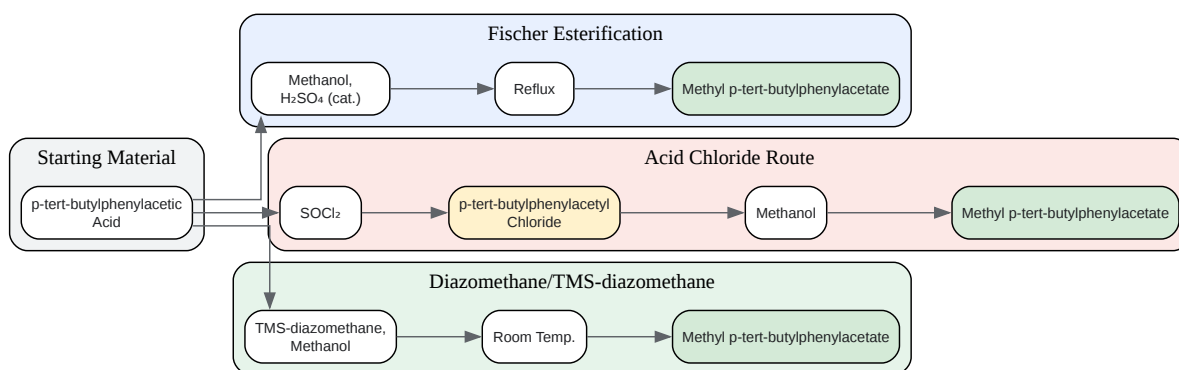 Fischer Esterification
Methanol,
H₂SO₄ (cat.)
Reflux
Methyl p-tert-butylphenylacetate
Starting Material
p-tert-butylphenylacetic
Acid
Acid Chloride Route
SOCl₂
p-tert-butylphenylacetyl
Chloride
Methanol
Methyl p-tert-butylphenylacetate
Diazomethane/TMS-diazomethane
TMS-diazomethane,
Methanol
Room Temp.
Methyl p-tert-butylphenylacetate